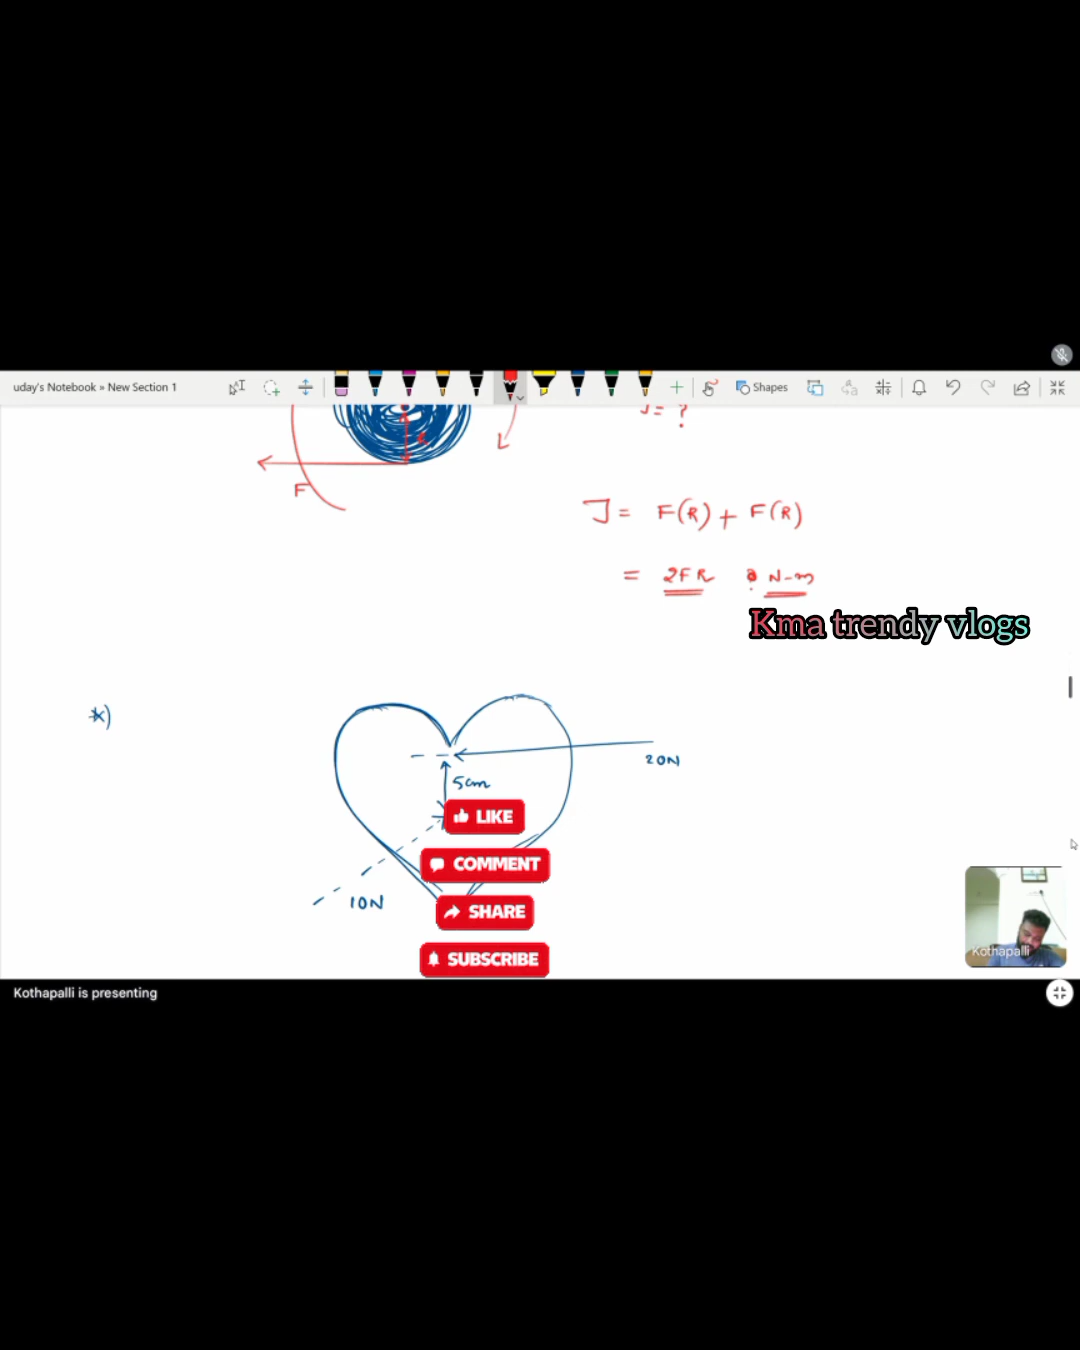 uday's Notebook » New Section 1
Shapes
J = ?
F
R
J = F(R) + F(R)
= 2FR N-m
Kma trendy vlogs
*)
20N
5cm
LIKE
COMMENT
10N
SHARE
SUBSCRIBE
Kothapalli
Kothapalli is presenting